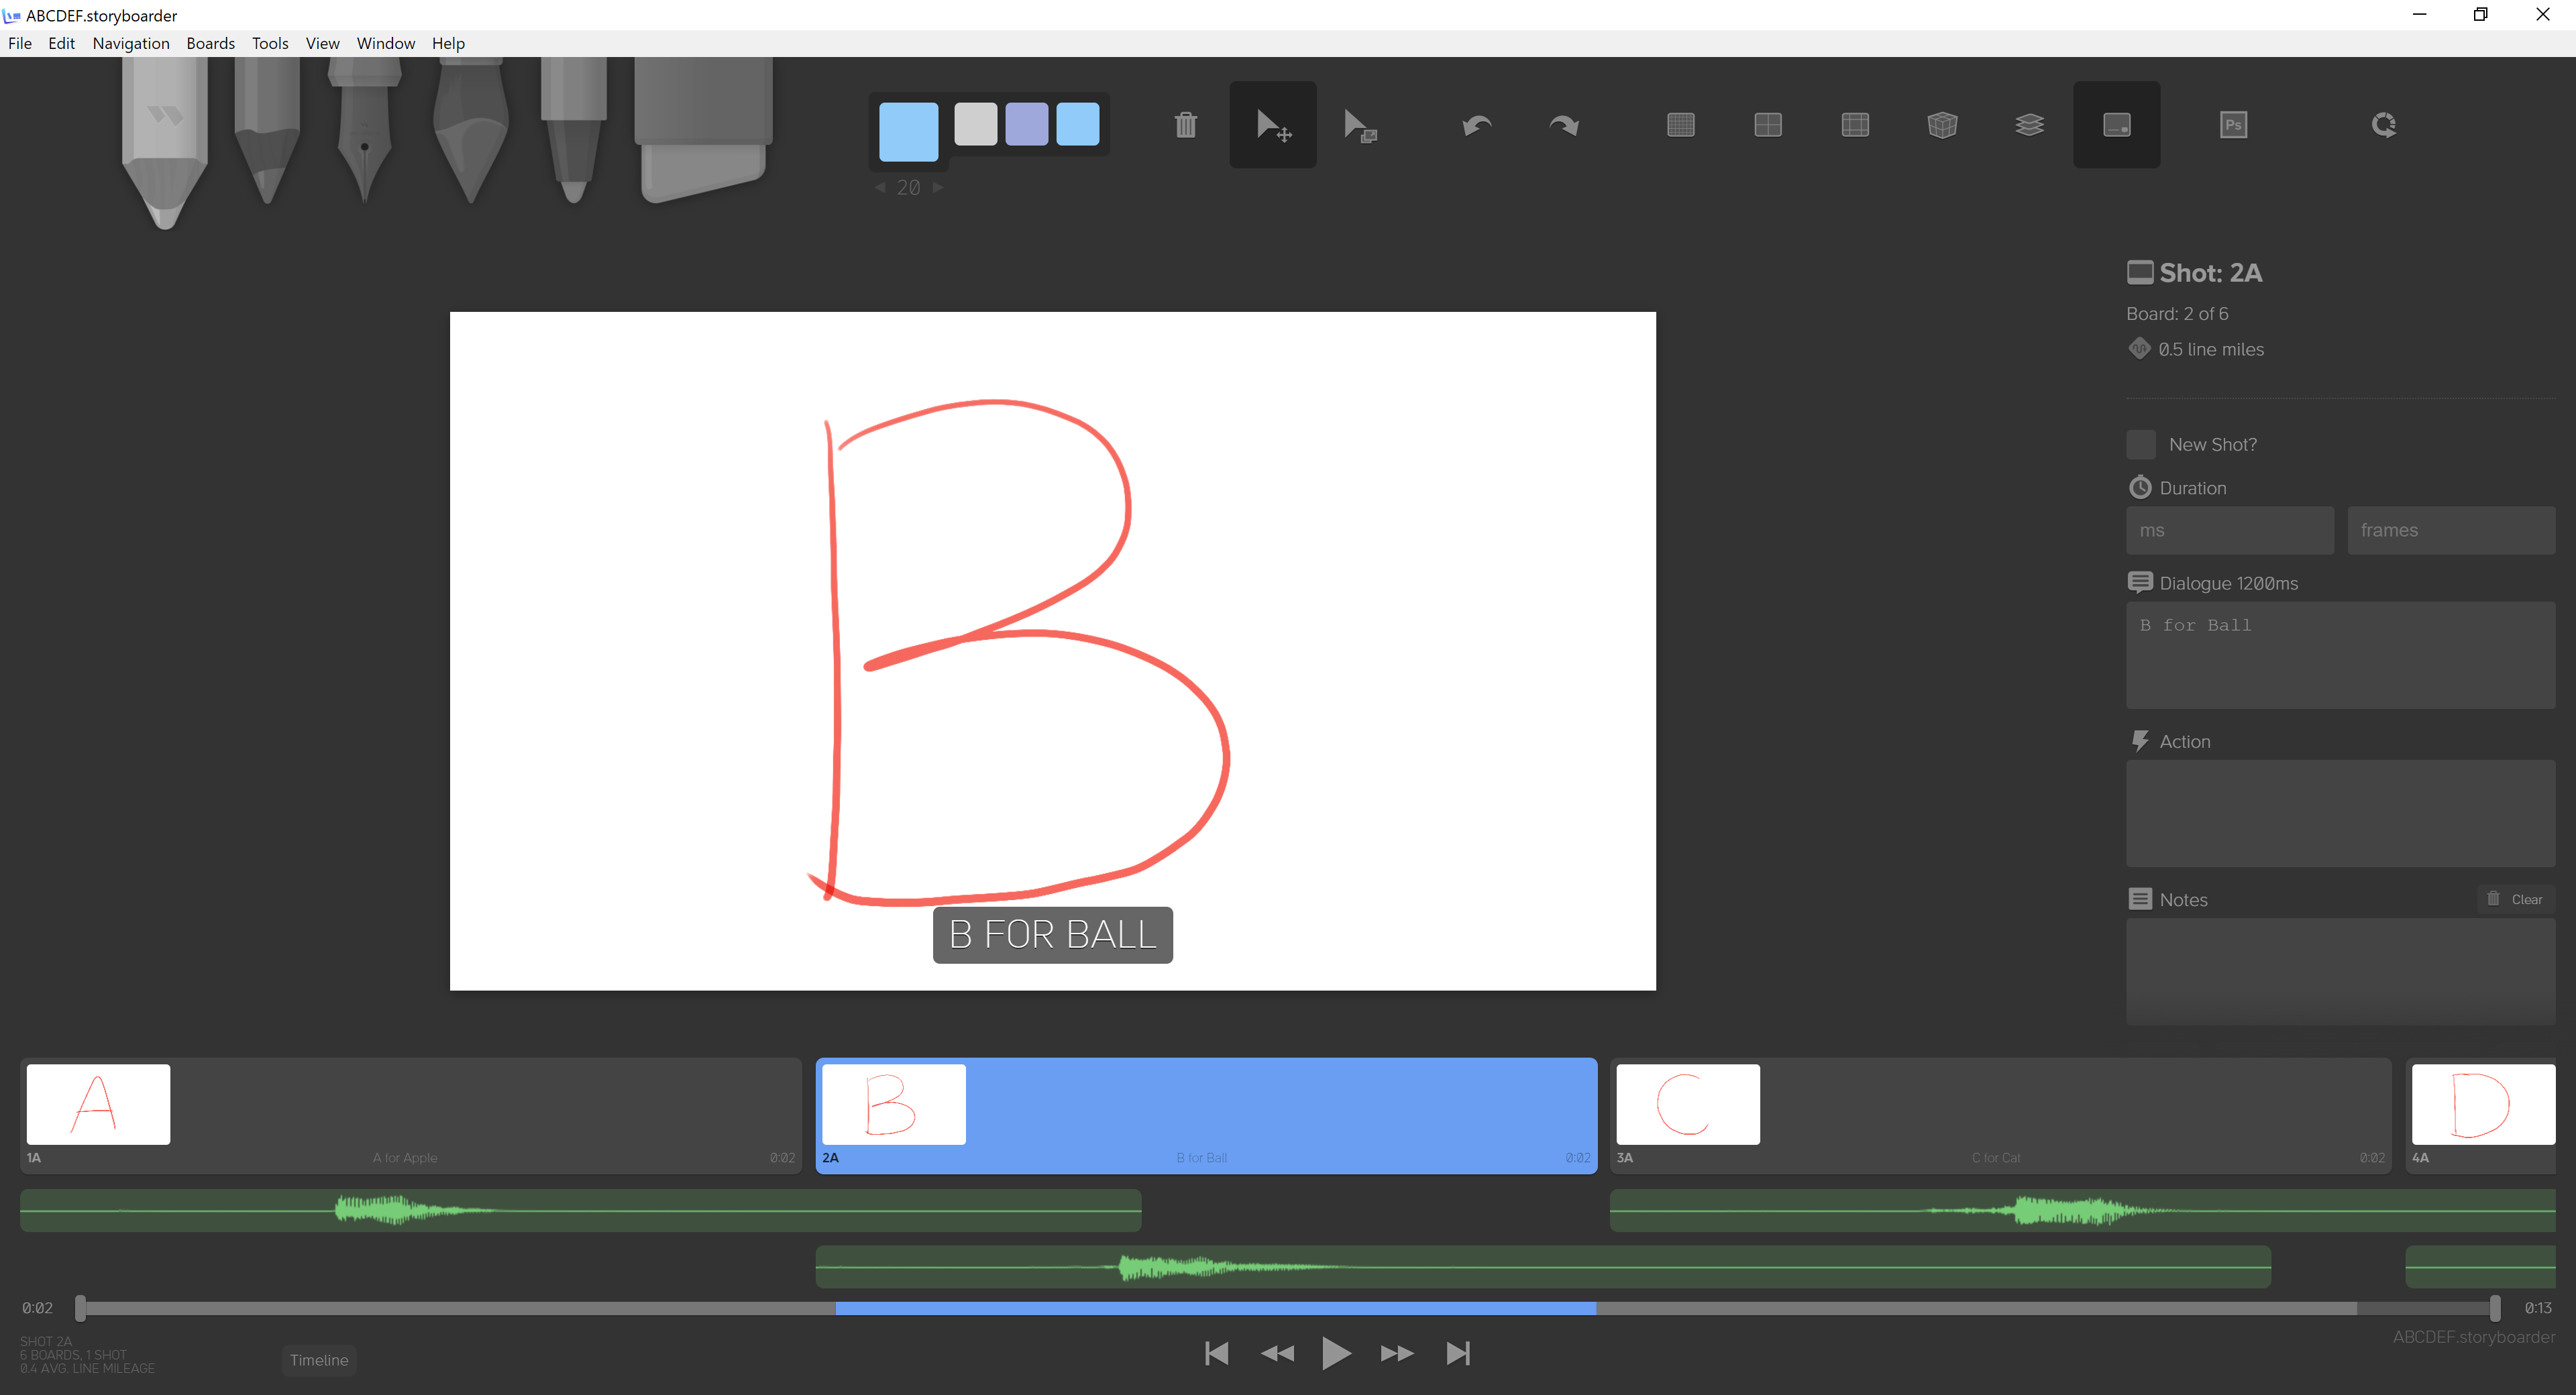 ABCDEF.storyboarder
File Edit Navigation Boards Tools View Window Help
20
Ps
Shot: 2A
Board: 2 of 6
0.5 line miles
New Shot?
Duration
ms frames
Dialogue 1200ms
B for Ball
Action
Notes Clear
B
B FOR BALL
A B C D
1A A for Apple 0:02 2A B for Ball 0:02 3A C for Cat 0:02 4A
0:02 0:13
SHOT 2A
6 BOARDS, 1 SHOT
0.4 AVG. LINE MILEAGE
Timeline
ABCDEF.storyboarder